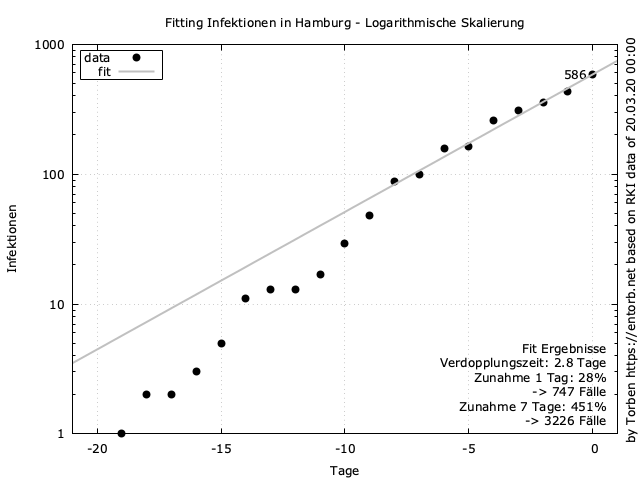 Fitting Infektionen in Hamburg - Logarithmische Skalierung
1000
100
10
1
Infektionen
data
fit
586
Fit Ergebnisse
Verdopplungszeit: 2.8 Tage
Zunahme 1 Tag: 28%
-> 747 Fälle
Zunahme 7 Tage: 451%
-> 3226 Fälle
-20 -15 -10 -5 0
Tage
by Torben https://entorb.net based on RKI data of 20.03.20 00:00